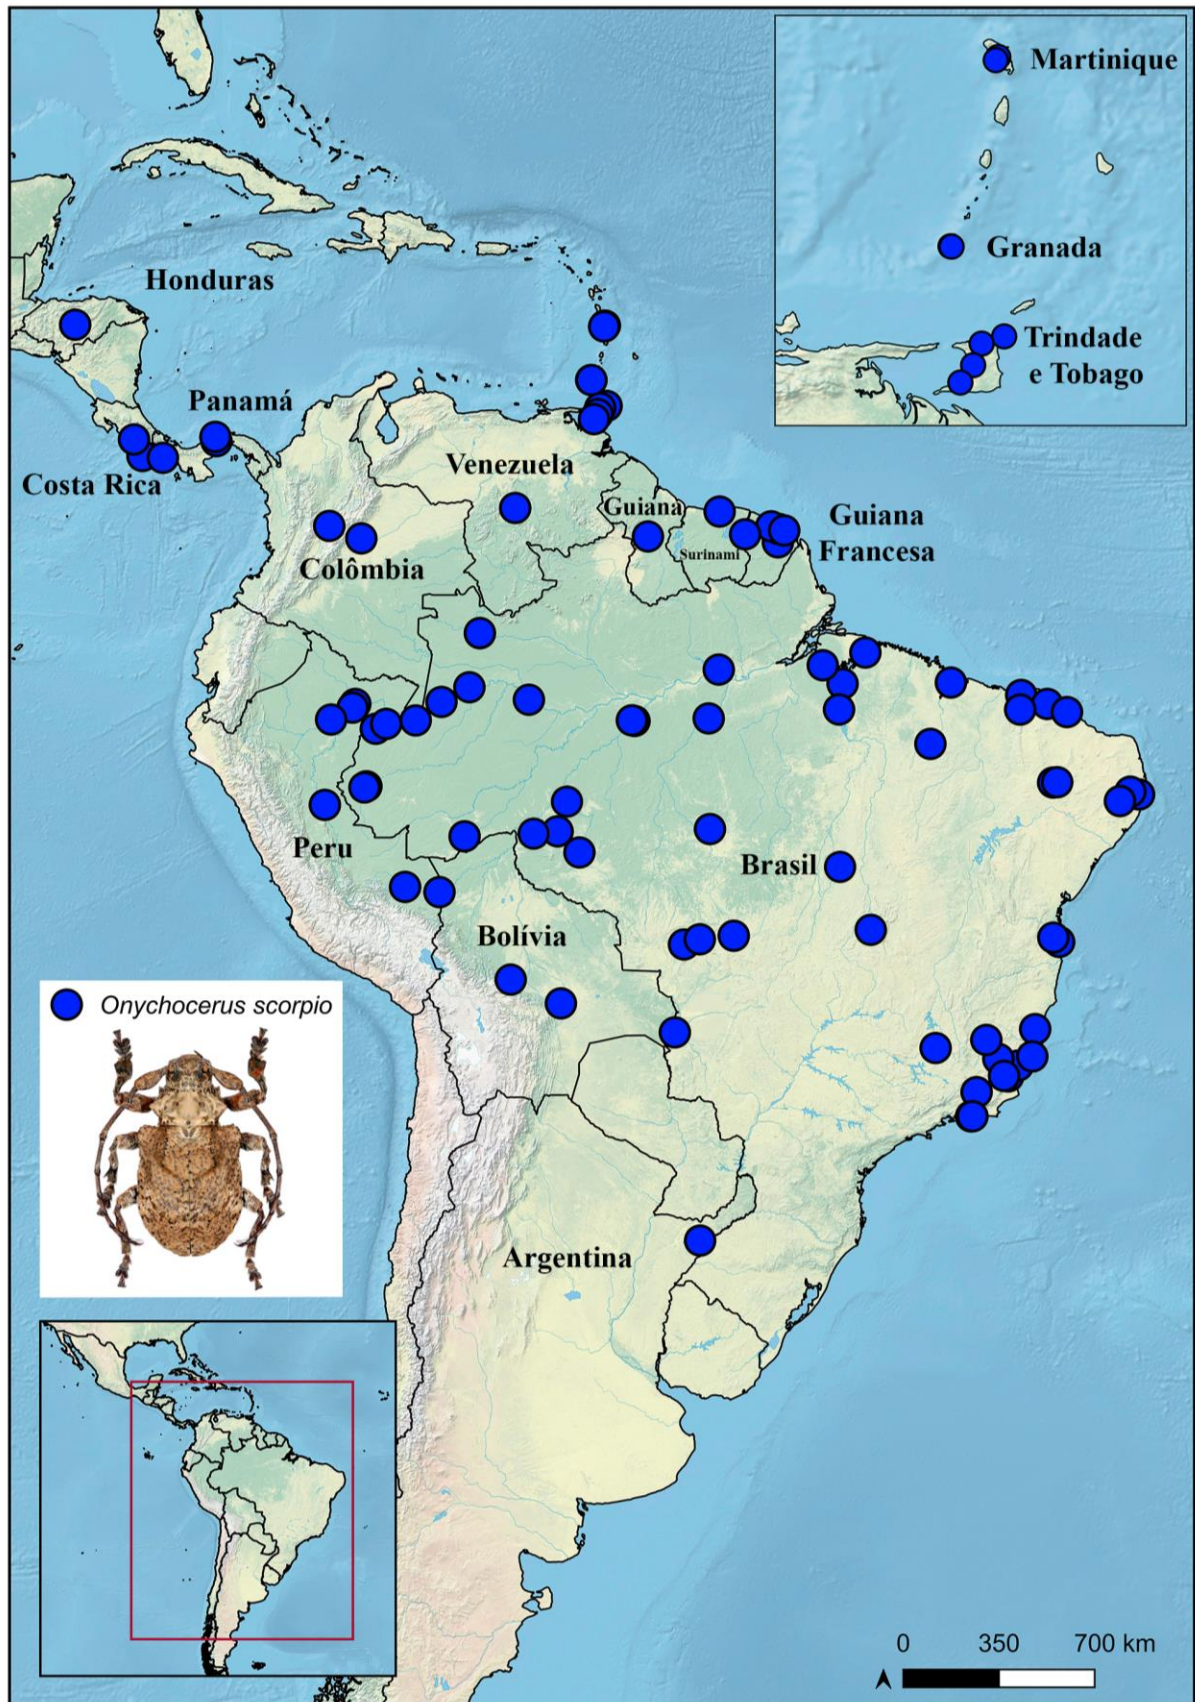 Martinique
Granada
Trindade
e Tobago
Honduras
Panamá
Costa Rica
Venezuela
Guiana
Surinami
Guiana
Francesa
Colômbia
Peru
Brasil
Bolívia
Onychocerus scorpio
Argentina
0 350 700 km